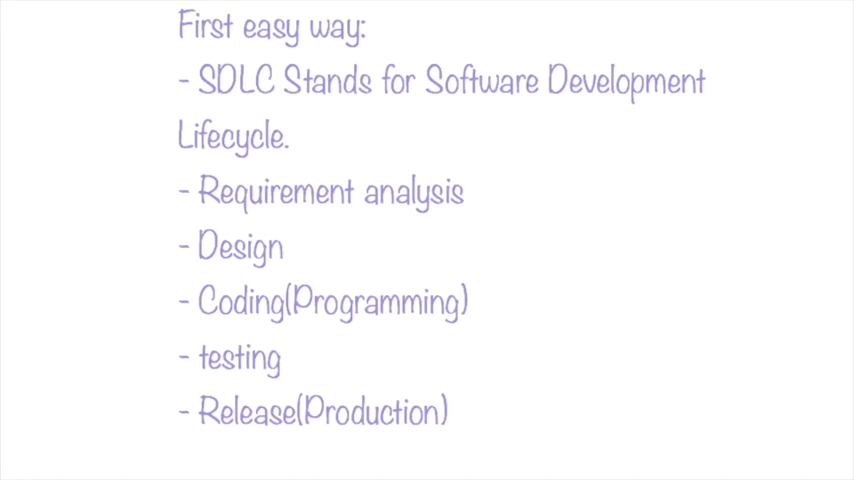 First easy way:
- SDLC Stands for Software Development
Lifecycle.
- Requirement analysis
- Design
- Coding(Programming)
- testing
- Release(Production)